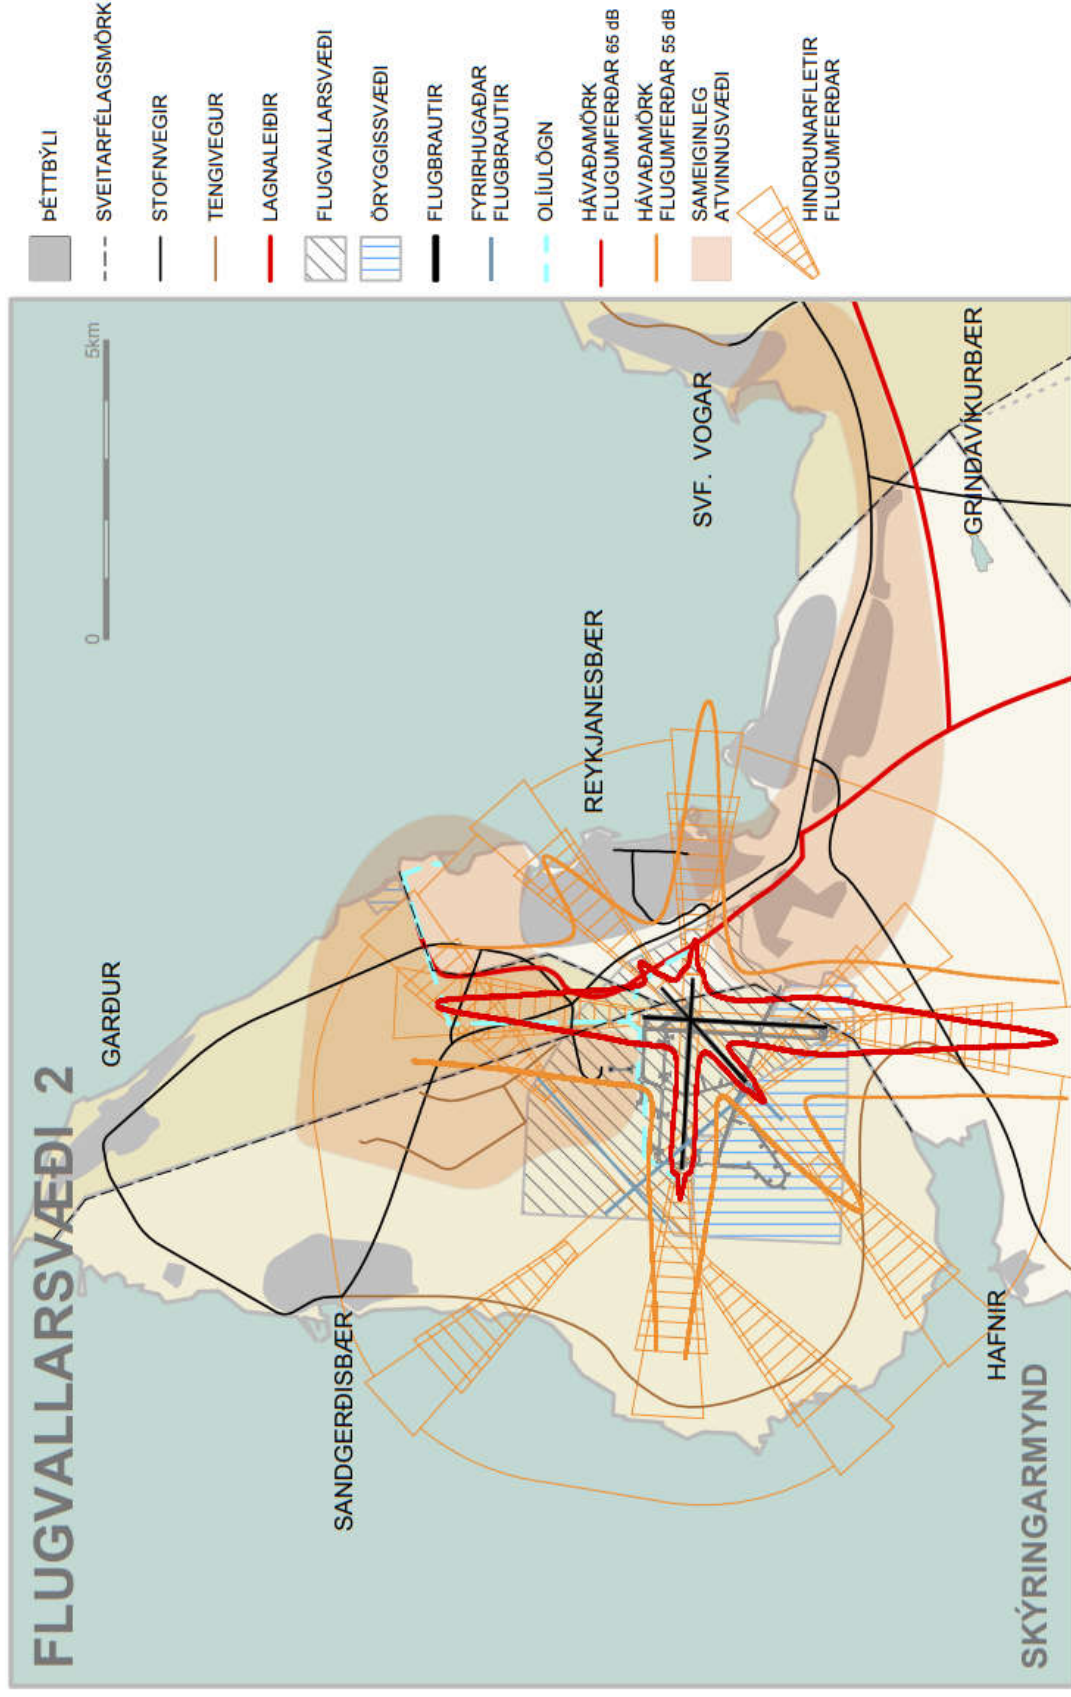 FLUGVALLARSVÆÐI 2
0
5km
GARÐUR
SANDGERÐISBÆR
REYKJANESBÆR
SVF. VOGAR
GRINDAVÍKURBÆR
HAFNIR
SKÝRINGARMYND
ÞÉTTBÝLI
SVEITARFÉLAGSMÖRK
STOFNVEGIR
TENGIVEGUR
LAGNALEIÐIR
FLUGVALLARSVÆÐI
ÖRYGGISSVÆÐI
FLUGBRAUTIR
FYRIRHUGAÐAR
FLUGBRAUTIR
OLÍULÖGN
HÁVAÐAMÖRK
FLUGUMFERÐAR 65 dB
HÁVAÐAMÖRK
FLUGUMFERÐAR 55 dB
SAMEIGINLEG
ATVINNUSVÆÐI
HINDRUNARFLETIR
FLUGUMFERÐAR